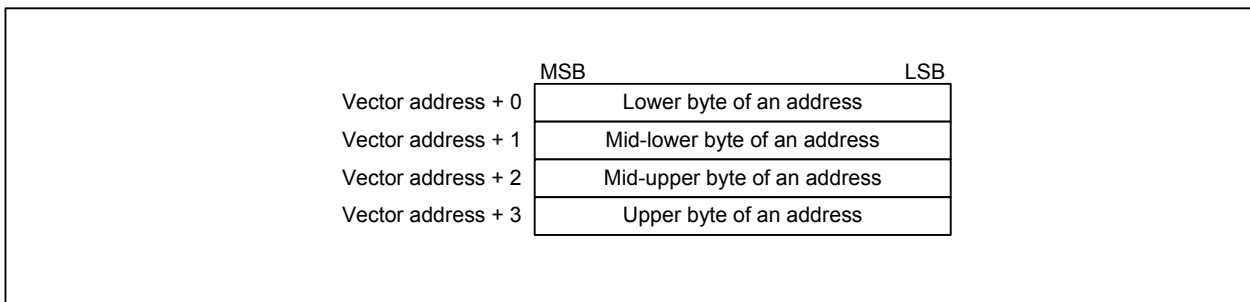 MSB LSB
Vector address + 0 Lower byte of an address
Vector address + 1 Mid-lower byte of an address
Vector address + 2 Mid-upper byte of an address
Vector address + 3 Upper byte of an address